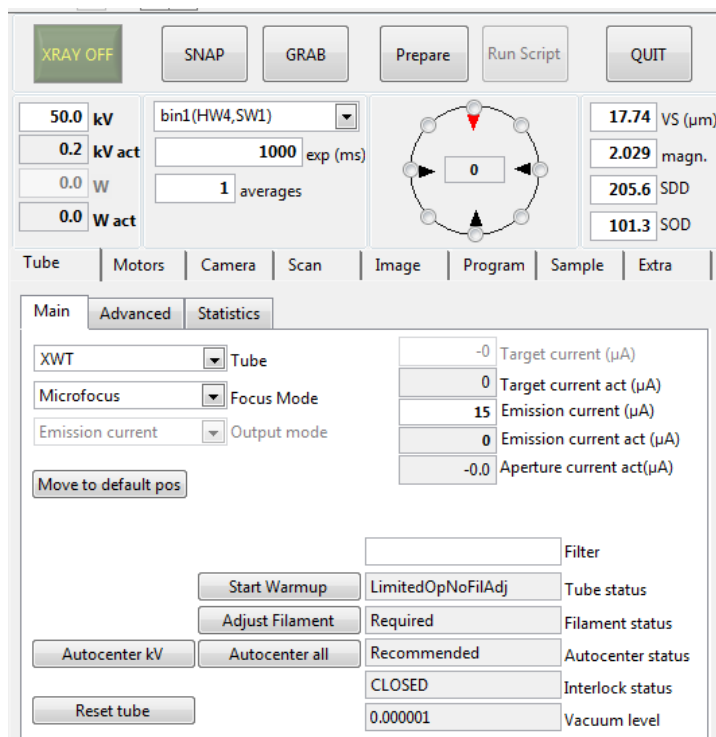 XRAY OFF SNAP GRAB Prepare Run Script QUIT
50.0 kV bin1(HW4,SW1) 17.74 VS (µm)
0.2 kV act 1000 exp (ms) 0 2.029 magn.
0.0 W 1 averages 205.6 SDD
0.0 W act 101.3 SOD
Tube Motors Camera Scan Image Program Sample Extra
Main Advanced Statistics
XWT Tube -0 Target current (µA)
Microfocus Focus Mode 0 Target current act (µA)
Emission current Output mode 15 Emission current (µA)
0 Emission current act (µA)
Move to default pos -0.0 Aperture current act(µA)
Filter
Start Warmup LimitedOpNoFilAdj Tube status
Adjust Filament Required Filament status
Autocenter kV Autocenter all Recommended Autocenter status
CLOSED Interlock status
Reset tube 0.000001 Vacuum level